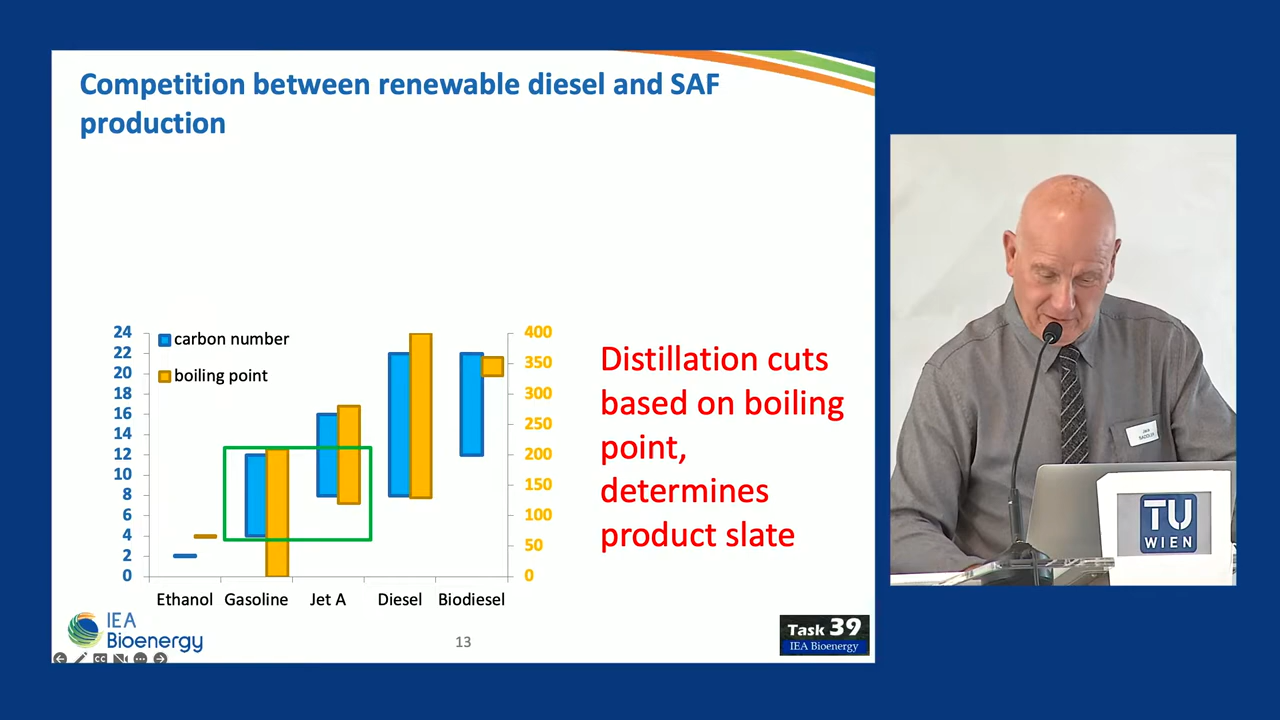 Competition between renewable diesel and SAF
production
24
22
20
18
16
14
12
10
8
6
4
2
0
carbon number
boiling point
400
350
300
250
200
150
100
50
0
Ethanol
Gasoline
Jet A
Diesel
Biodiesel
Distillation cuts
based on boiling
point,
determines
product slate
IEA
Bioenergy
13
Task 39
IEA Bioenergy
CC
TU
WIEN